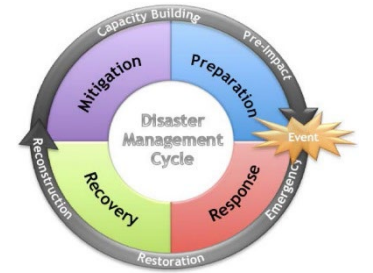 Capacity Building
Pre-Impact
Mitigation
Preparation
Disaster
Management
Cycle
Event
Emergency
Response
Recovery
Reconstruction
Restoration